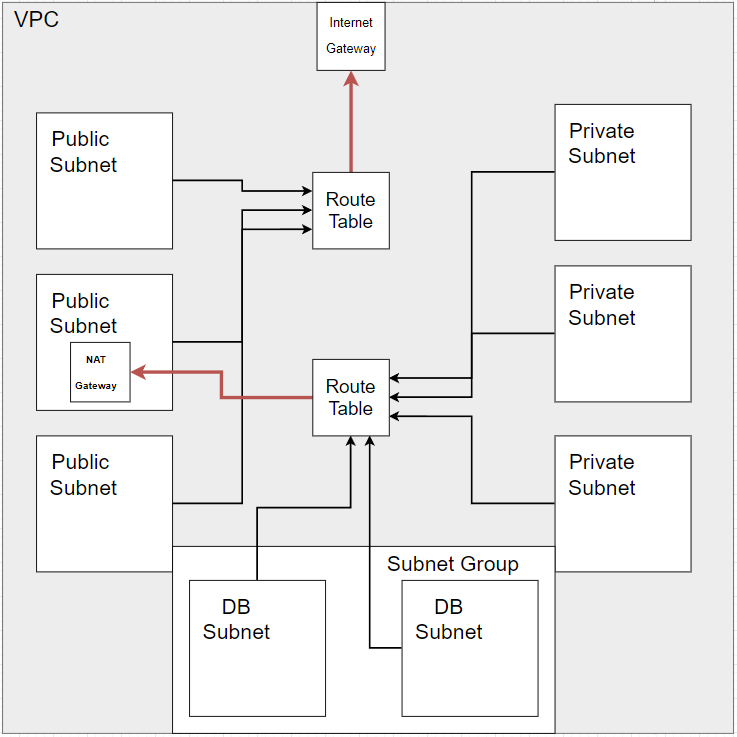 VPC
Internet
Gateway
Public
Subnet
Route
Table
Private
Subnet
Public
Subnet
NAT
Gateway
Private
Subnet
Route
Table
Public
Subnet
Private
Subnet
Subnet Group
DB
Subnet
DB
Subnet